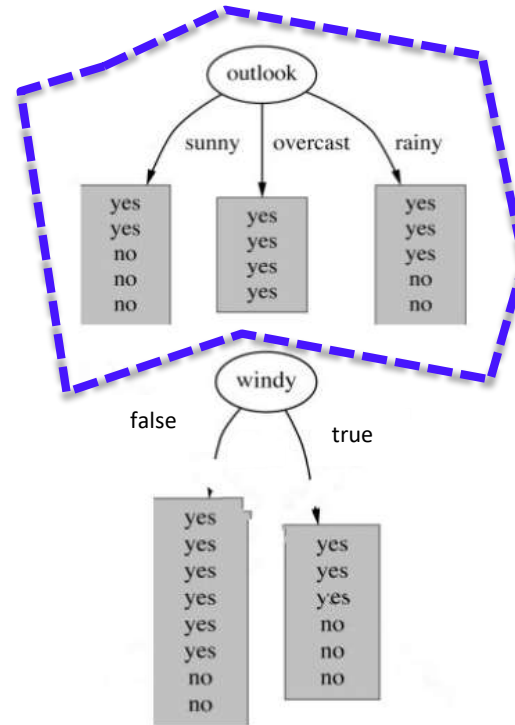 outlook
sunny overcast rainy
yes
yes
no
no
no
yes
yes
yes
yes
yes
yes
yes
no
no
windy
false
true
yes
yes
yes
yes
yes
yes
no
no
yes
yes
yes
no
no
no